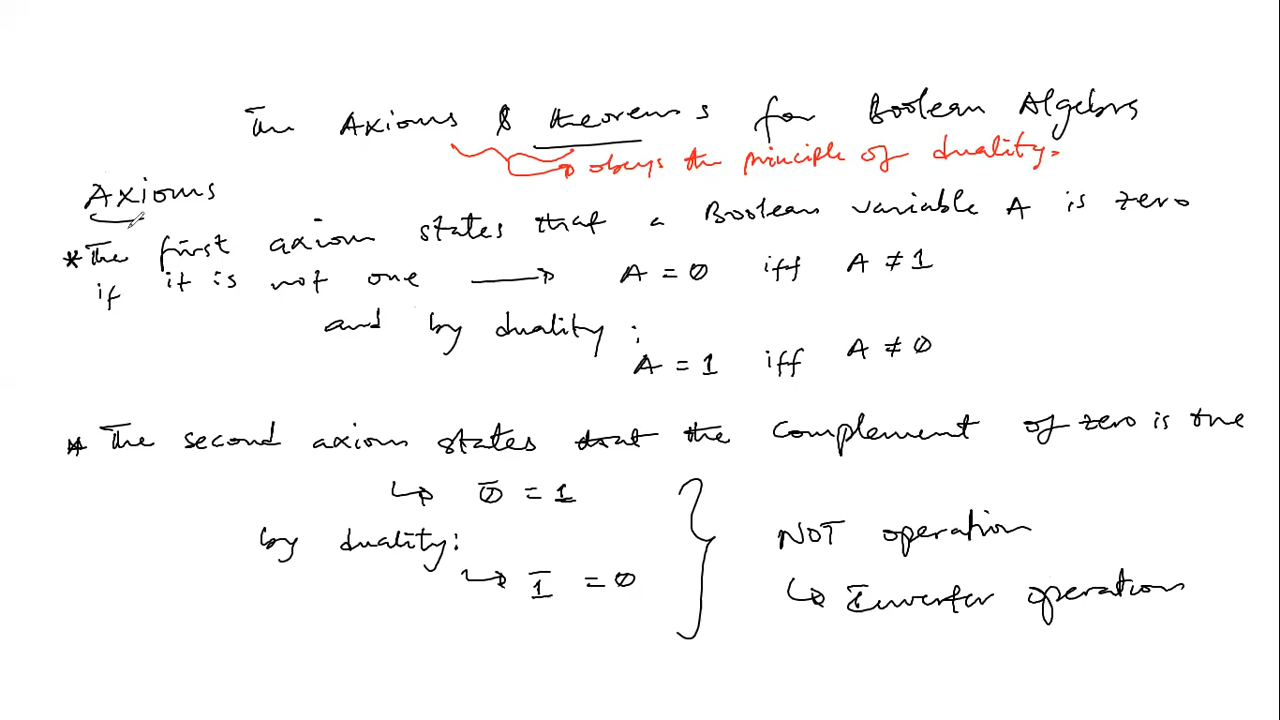 The Axioms & theorems for Boolean Algebra
→ obeys the principle of duality.
Axioms
* The first axiom states that a Boolean variable A is zero
if it is not one → A = 0 iff A ≠ 1
and by duality :
A = 1 iff A ≠ 0
* The second axiom states that the complement of zero is one
↳ 0̅ = 1
by duality:
↳ 1̅ = 0
NOT operation
↳ Inverter operation